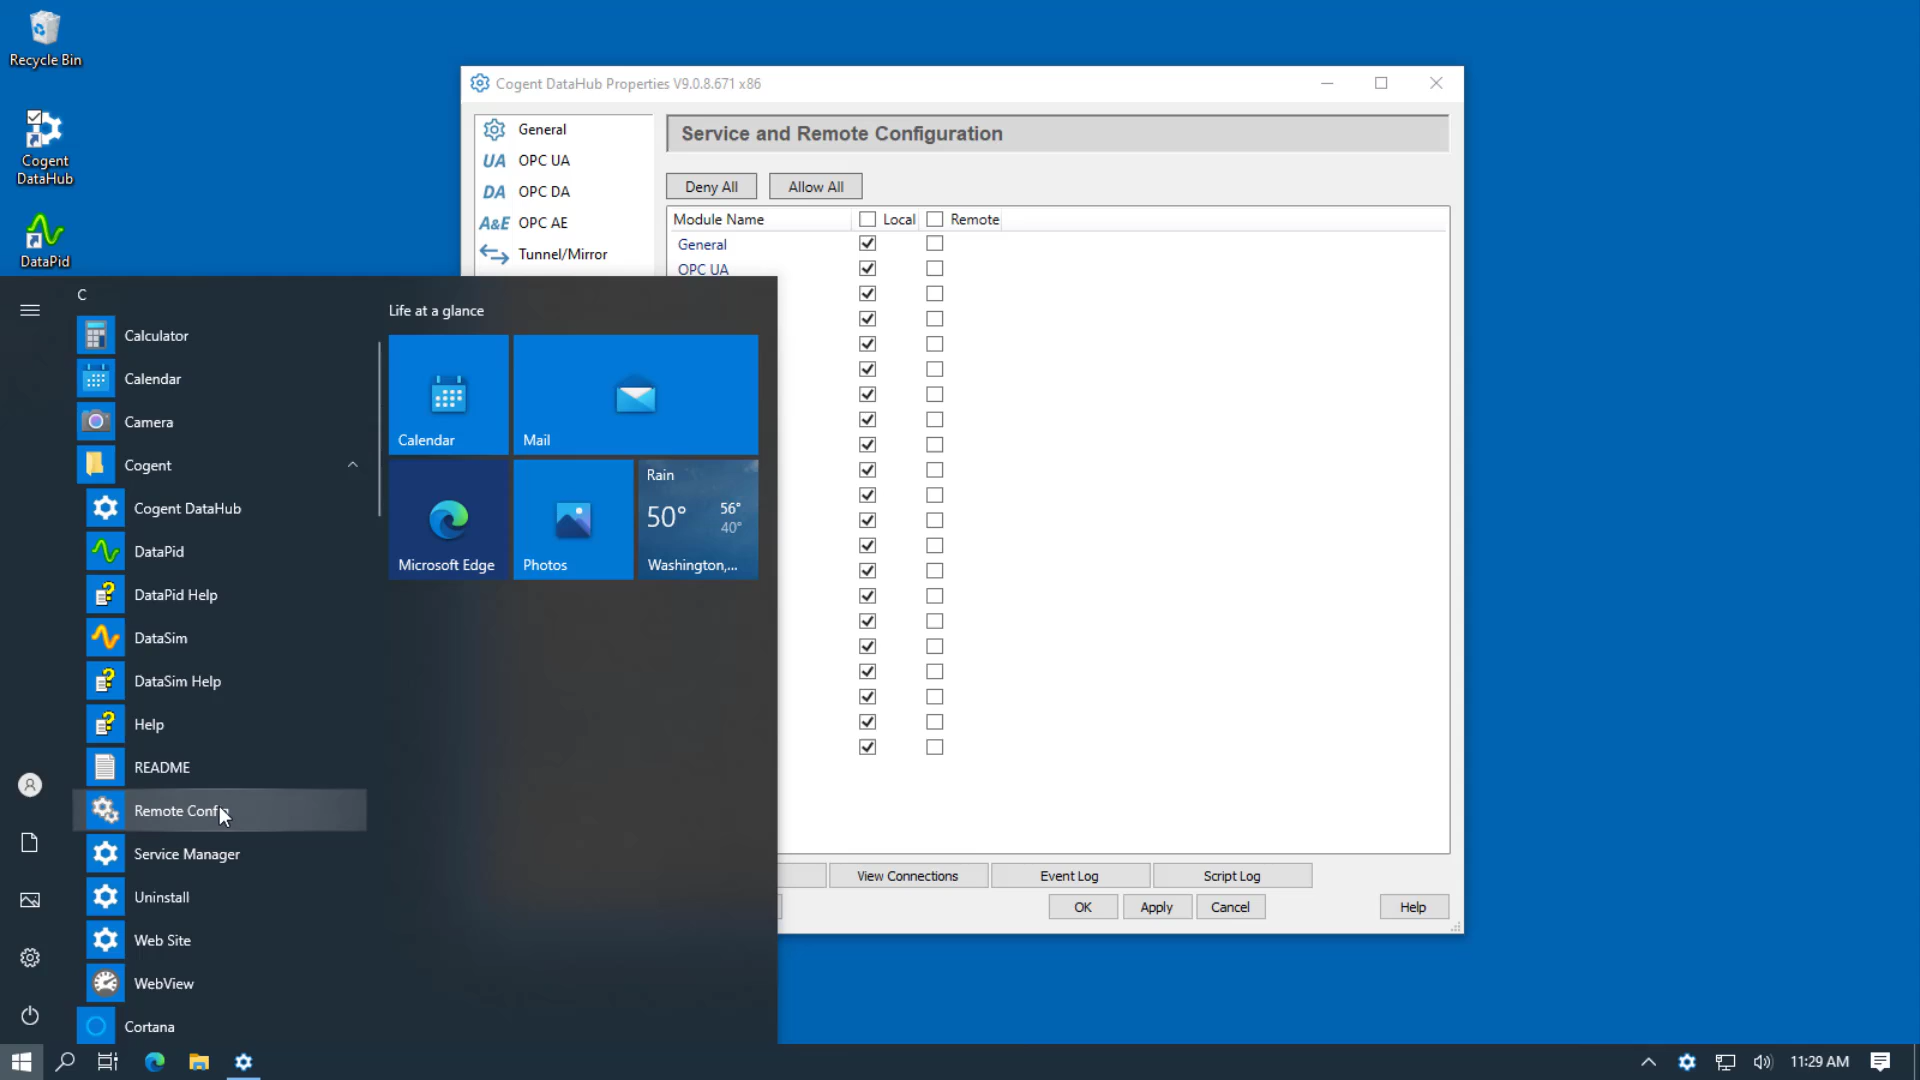 Recycle Bin
Cogent
DataHub
DataPid
Cogent DataHub Properties V9.0.8.671 x86
General
UA OPC UA
DA OPC DA
A&E OPC AE
Tunnel/Mirror
Service and Remote Configuration
Deny All
Allow All
Module Name
Local
Remote
General
OPC UA
View Connections
Event Log
Script Log
OK
Apply
Cancel
Help
C
Calculator
Calendar
Camera
Cogent
Cogent DataHub
DataPid
DataPid Help
DataSim
DataSim Help
Help
README
Remote Config
Service Manager
Uninstall
Web Site
WebView
Cortana
Life at a glance
Calendar
Mail
Microsoft Edge
Photos
Rain
50°
56°
40°
Washington,...
11:29 AM